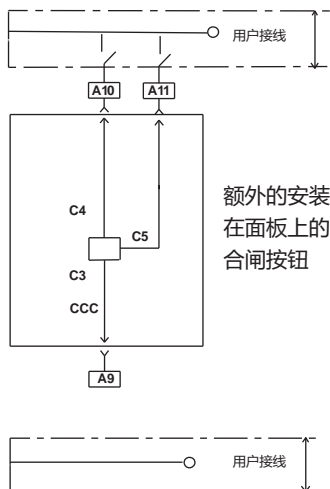 用户接线
A10
A11
C4
C5
C3
CCC
额外的安装
在面板上的
合闸按钮
A9
用户接线